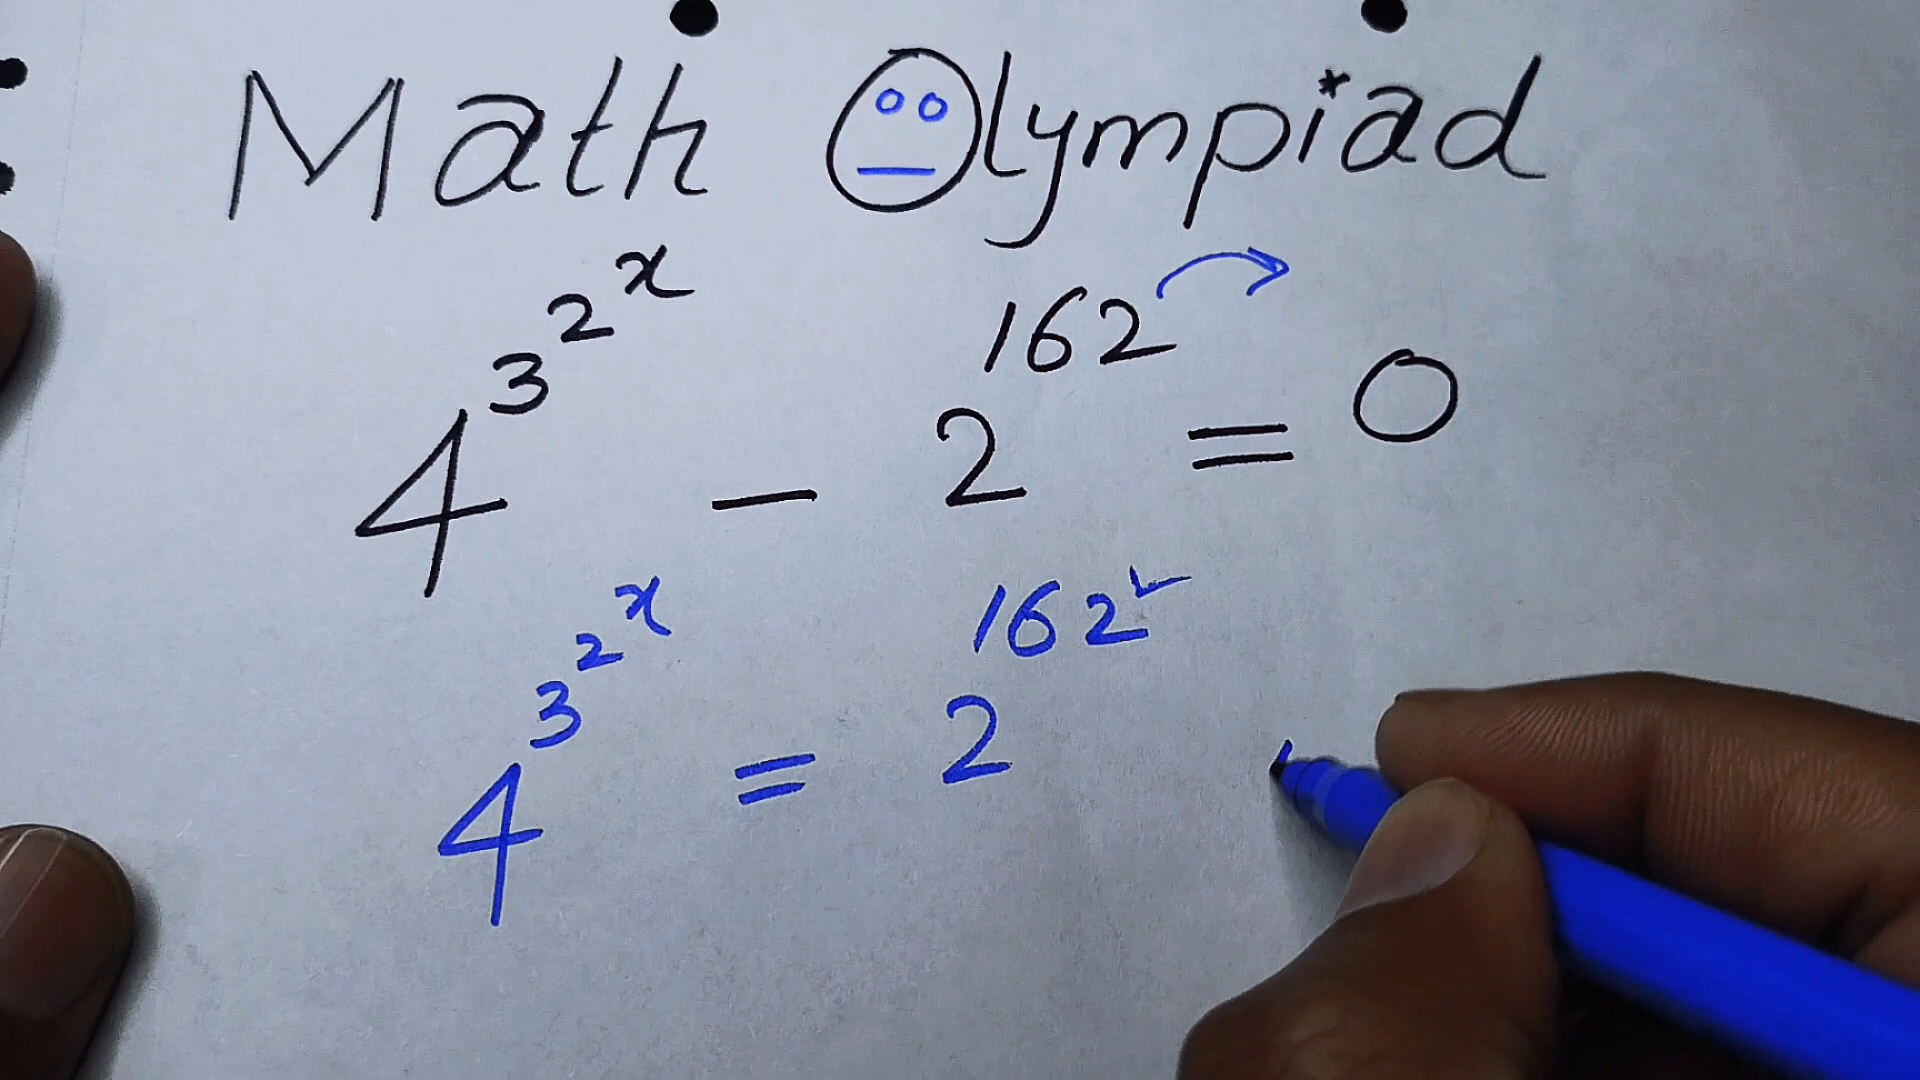 Math Olympiad
4^{3^{2^{x}}} - 2^{162} = 0
4^{3^{2^{x}}} = 2^{162}